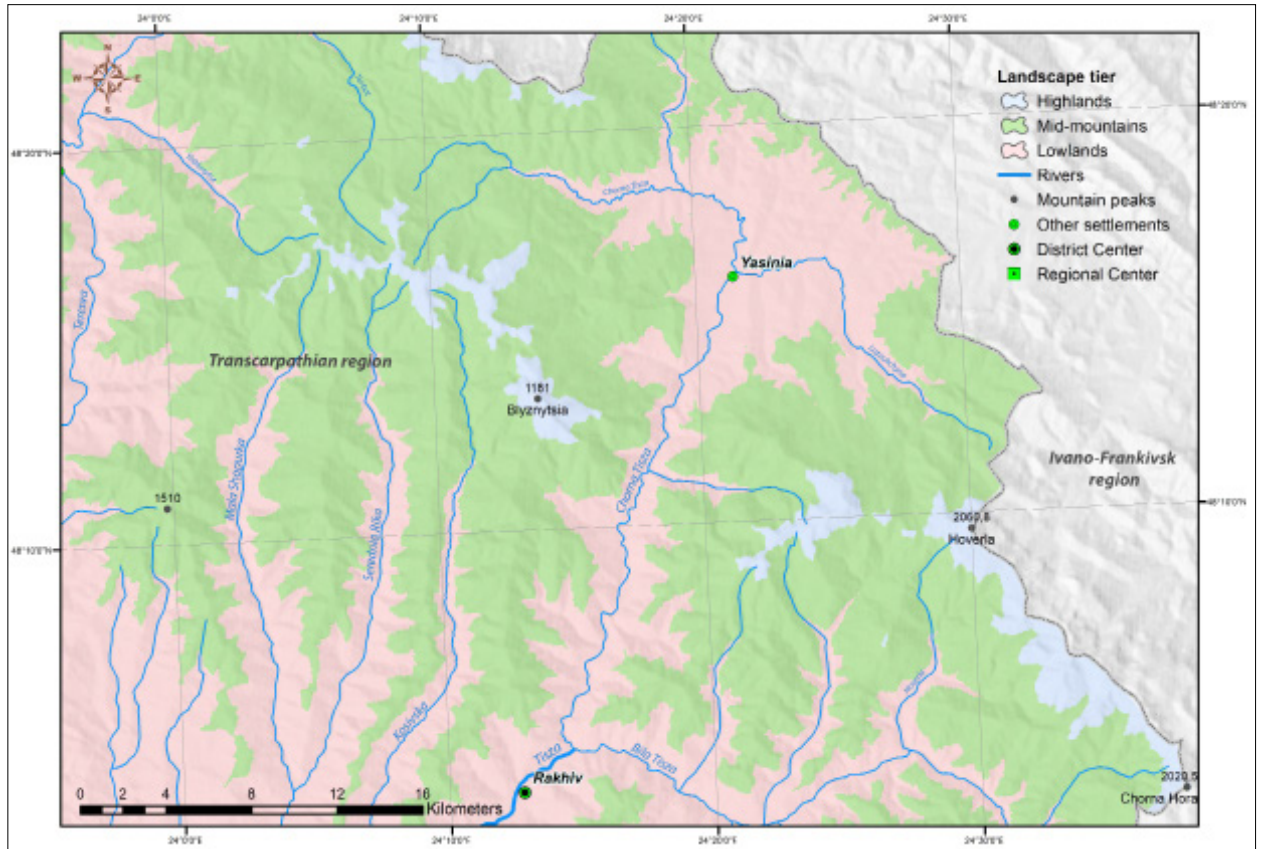 24°0'0"E 24°10'0"E 24°20'0"E 24°30'0"E
N
W E
S
Landscape tier
Highlands
Mid-mountains
Lowlands
Rivers
Mountain peaks
Other settlements
District Center
Regional Center
48°20'0"N
48°20'0"N
Chorna Tisza
Yasinia
Teresva
Transcarpathian region
1181
Blyznytsia
Ivano-Frankivsk
region
Chorna Tisza
Mala Shopurka
1510
48°10'0"N
2060,8
Hoverla
48°10'0"N
Serednia Rika
Kosivska
Tisza
Bila Tisza
Rakhiv
2020,5
Chorna Hora
0 2 4 8 12 16
Kilometers
24°0'0"E 24°10'0"E 24°20'0"E 24°30'0"E